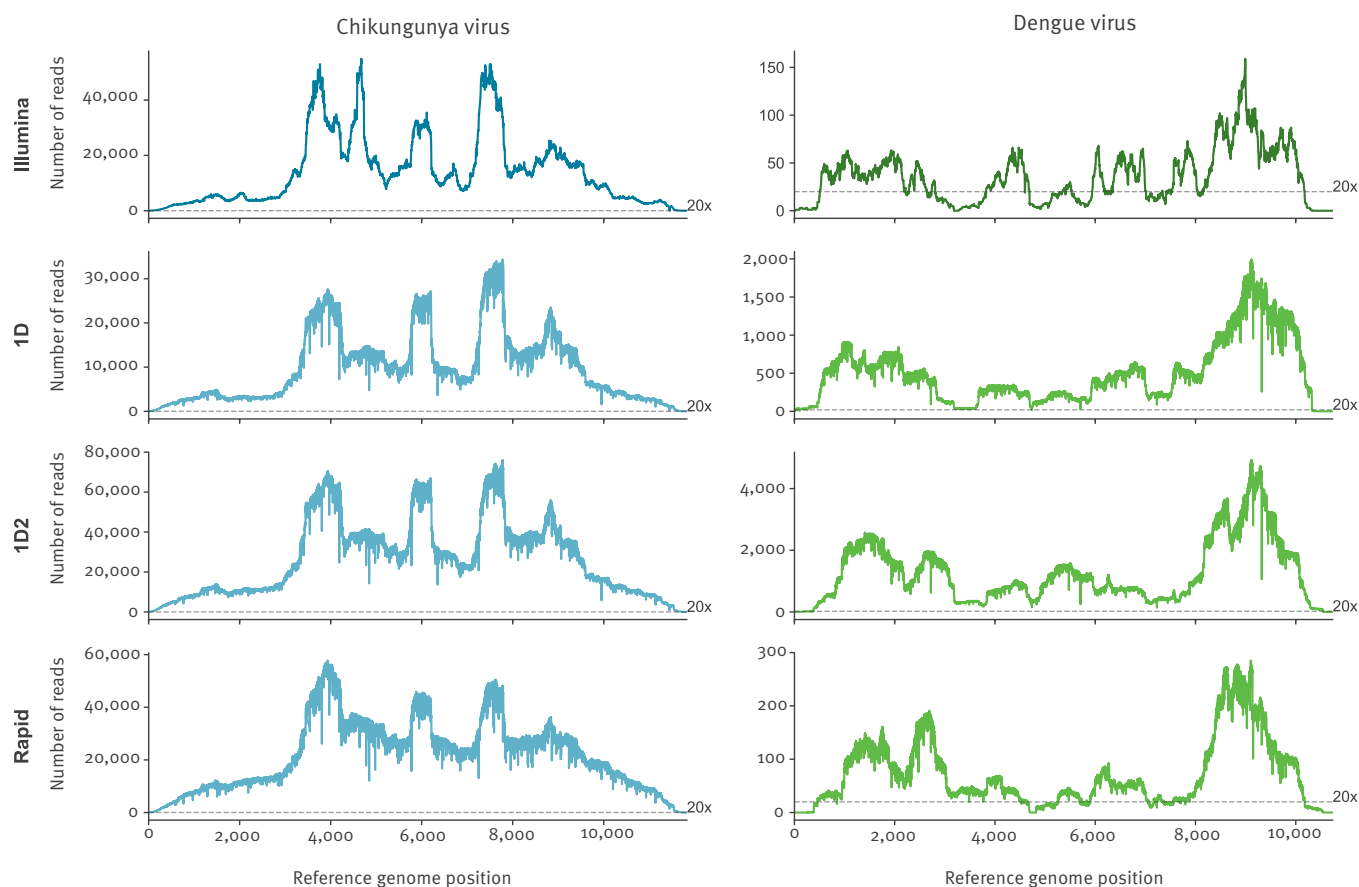 Chikungunya virus
Dengue virus
Illumina
Number of reads
40,000
20,000
0
20x
150
100
50
0
20x
1D
Number of reads
30,000
20,000
10,000
0
20x
2,000
1,500
1,000
500
0
20x
1D2
Number of reads
80,000
60,000
40,000
20,000
0
20x
4,000
2,000
0
20x
Rapid
Number of reads
60,000
40,000
20,000
0
20x
300
200
100
0
20x
0 2,000 4,000 6,000 8,000 10,000
0 2,000 4,000 6,000 8,000 10,000
Reference genome position
Reference genome position